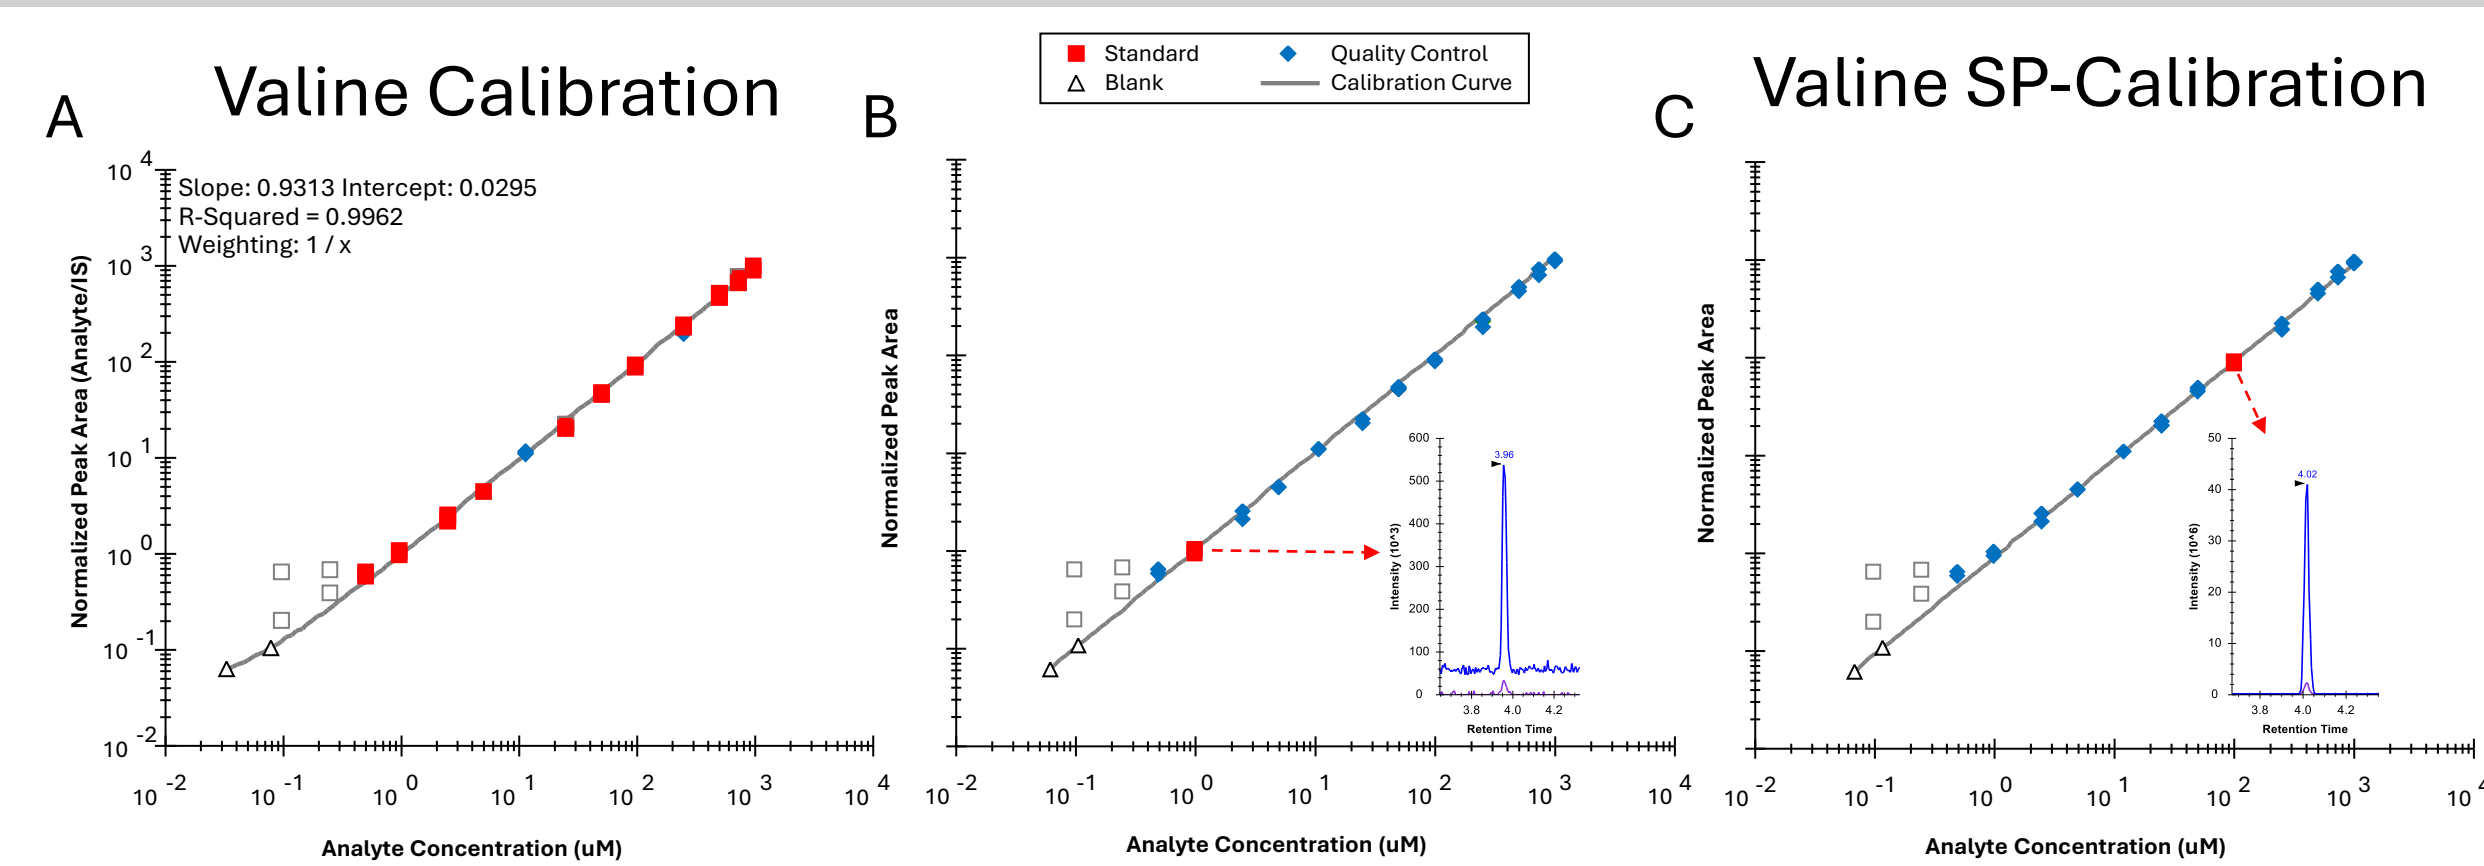 Standard
Quality Control
Blank
Calibration Curve
A
Valine Calibration
B
C
Valine SP-Calibration
Slope: 0.9313 Intercept: 0.0295
R-Squared = 0.9962
Weighting: 1 / x
Normalized Peak Area (Analyte/IS)
10 4
10 3
10 2
10 1
10 0
10 -1
10 -2
10 -2 10 -1 10 0 10 1 10 2 10 3 10 4
Analyte Concentration (uM)
Normalized Peak Area
10 -2 10 -1 10 0 10 1 10 2 10 3 10 4
Analyte Concentration (uM)
Intensity (10^3)
600
500
400
300
200
100
0
3.96
3.8 4.0 4.2
Retention Time
Normalized Peak Area
10 -2 10 -1 10 0 10 1 10 2 10 3 10 4
Analyte Concentration (uM)
Intensity (10^6)
50
40
30
20
10
0
4.02
3.8 4.0 4.2
Retention Time